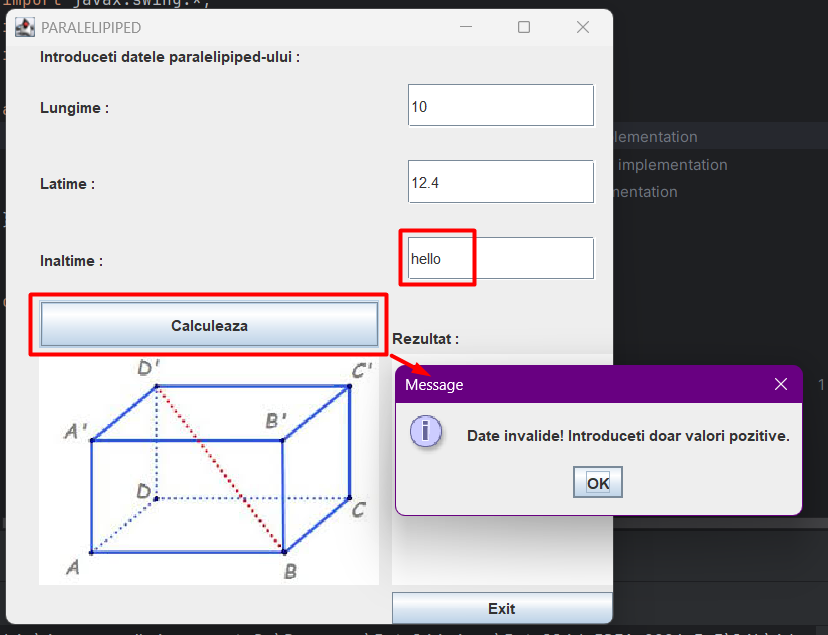 import javax.swing.*;
PARALELIPIPED
Introduceti datele paralelipiped-ului :
Lungime :
10
lementation
implementation
Latime :
12.4
mentation
Inaltime :
hello
Calculeaza
Rezultat :
D'
C'
Message
1
A'
B'
Date invalide! Introduceti doar valori pozitive.
OK
D
C
A
B
Exit